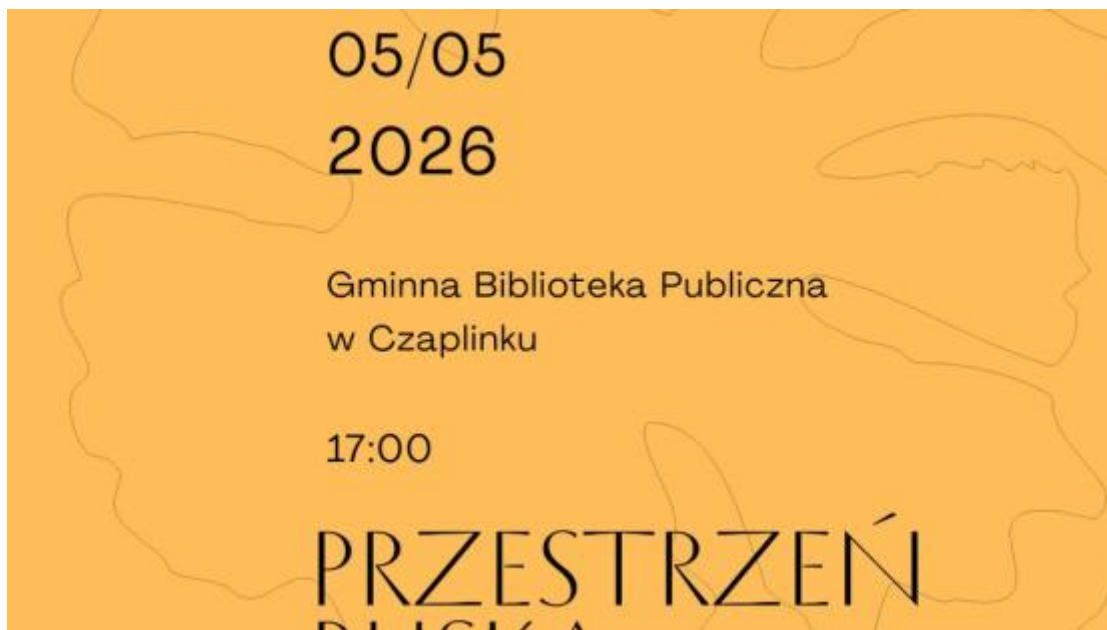 05/05
2026
Gminna Biblioteka Publiczna
w Czaplinku
17:00
PRZESTRZEŃ